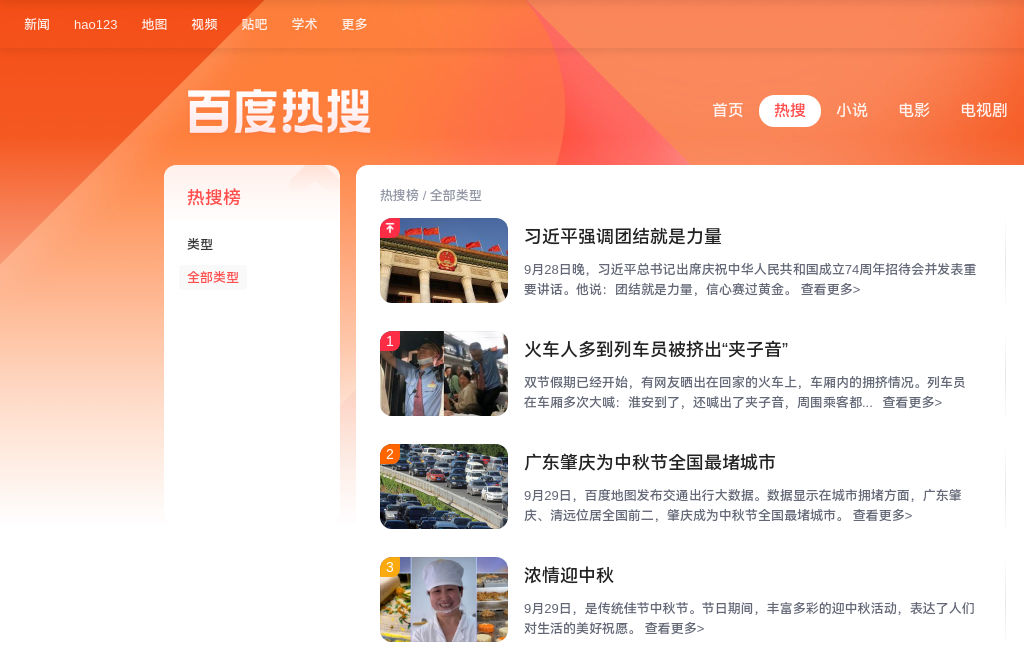 新闻 hao123 地图 视频 贴吧 学术 更多
百度热搜
首页 热搜 小说 电影 电视剧
热搜榜
类型
全部类型
热搜榜 / 全部类型
习近平强调团结就是力量
9月28日晚，习近平总书记出席庆祝中华人民共和国成立74周年招待会并发表重
要讲话。他说：团结就是力量，信心赛过黄金。 查看更多>
1
火车人多到列车员被挤出“夹子音”
双节假期已经开始，有网友晒出在回家的火车上，车厢内的拥挤情况。列车员
在车厢多次大喊：淮安到了，还喊出了夹子音，周围乘客都... 查看更多>
2
广东肇庆为中秋节全国最堵城市
9月29日，百度地图发布交通出行大数据。数据显示在城市拥堵方面，广东肇
庆、清远位居全国前二，肇庆成为中秋节全国最堵城市。 查看更多>
3
浓情迎中秋
9月29日，是传统佳节中秋节。节日期间，丰富多彩的迎中秋活动，表达了人们
对生活的美好祝愿。 查看更多>